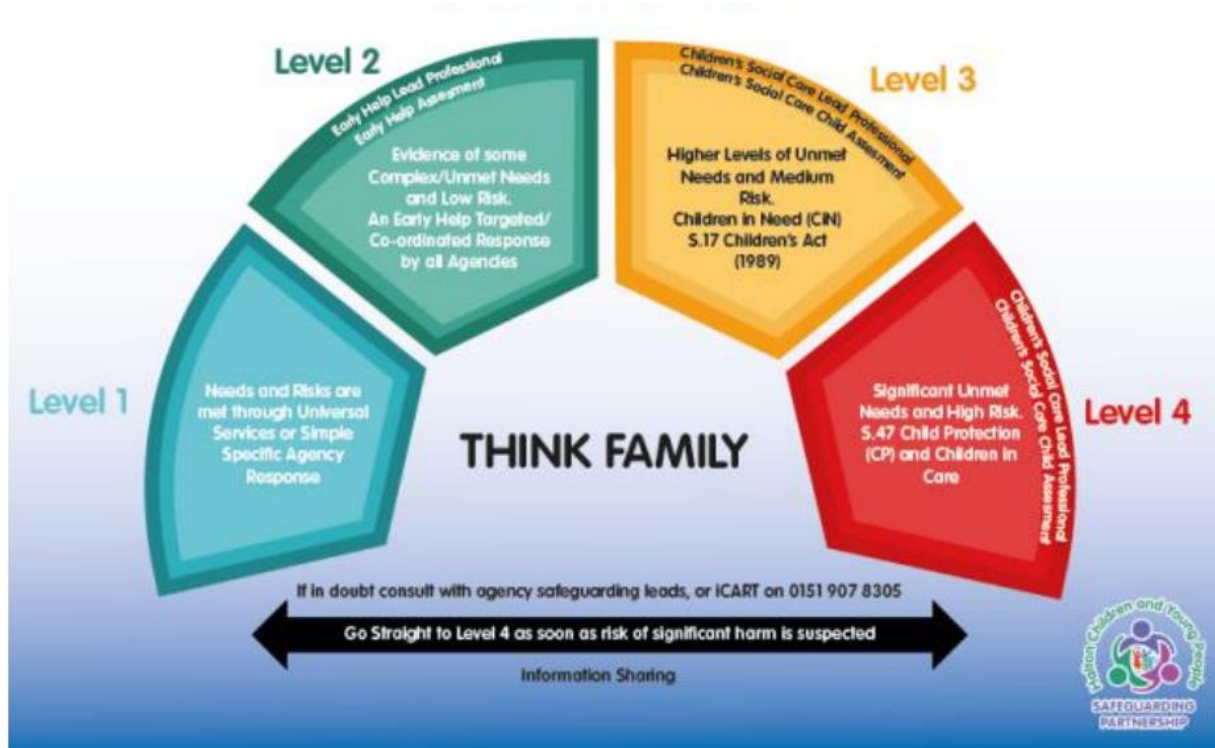 Level 1
Needs and Risks are
met through Universal
Services or Simple
Specific Agency
Response
Level 2
Early Help Lead Professional
Early Help Assesment
Evidence of some
Complex/Unmet Needs
and Low Risk.
An Early Help Targeted/
Co-ordinated Response
by all Agencies
Level 3
Children's Social Care Lead Professional
Children's Social Care Child Assesment
Higher Levels of Unmet
Needs and Medium
Risk.
Children in Need (CiN)
S.17 Children's Act
(1989)
Level 4
Children's Social Care Lead Professional
Children's Social Care Child Assesment
Significant Unmet
Needs and High Risk.
S.47 Child Protection
(CP) and Children in
Care
THINK FAMILY
If in doubt consult with agency safeguarding leads, or iCART on 0151 907 8305
Go Straight to Level 4 as soon as risk of significant harm is suspected
Information Sharing
Halton Children and Young People
SAFEGUARDING
PARTNERSHIP